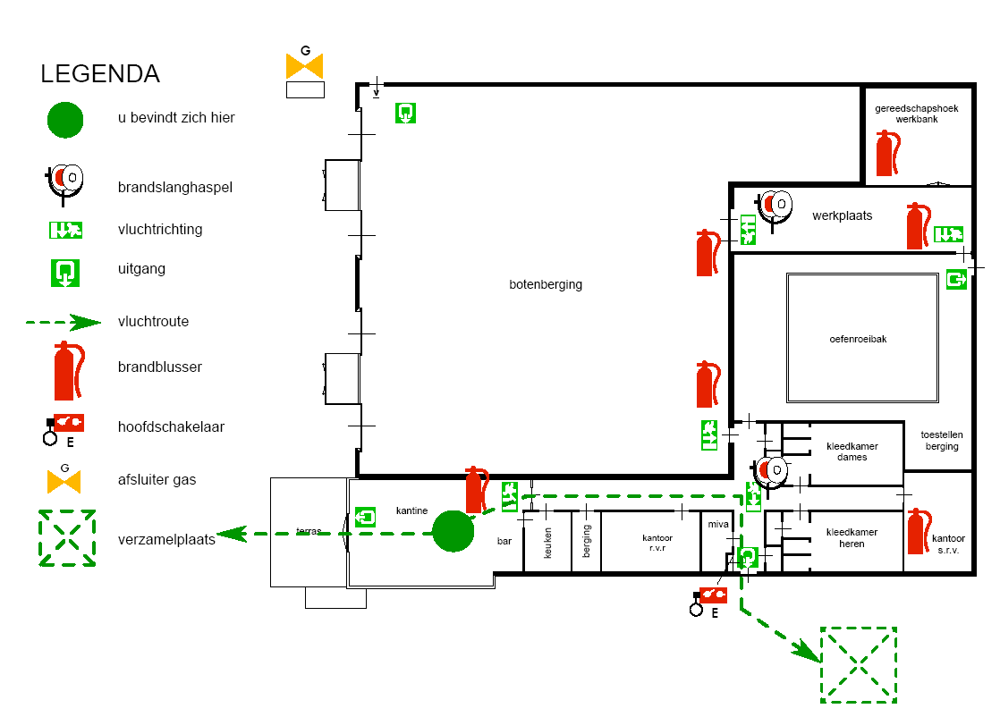 LEGENDA
u bevindt zich hier
brandslanghaspel
vluchtrichting
uitgang
vluchtroute
brandblusser
hoofdschakelaar
E
G
afsluiter gas
verzamelplaats
G
gereedschapshoek
werkbank
werkplaats
botenberging
oefenroeibak
toestellen
berging
kleedkamer
dames
kantine
terras
bar
keuken
berging
kantoor
r.v.r
miva
kleedkamer
heren
kantoor
s.r.v.
E